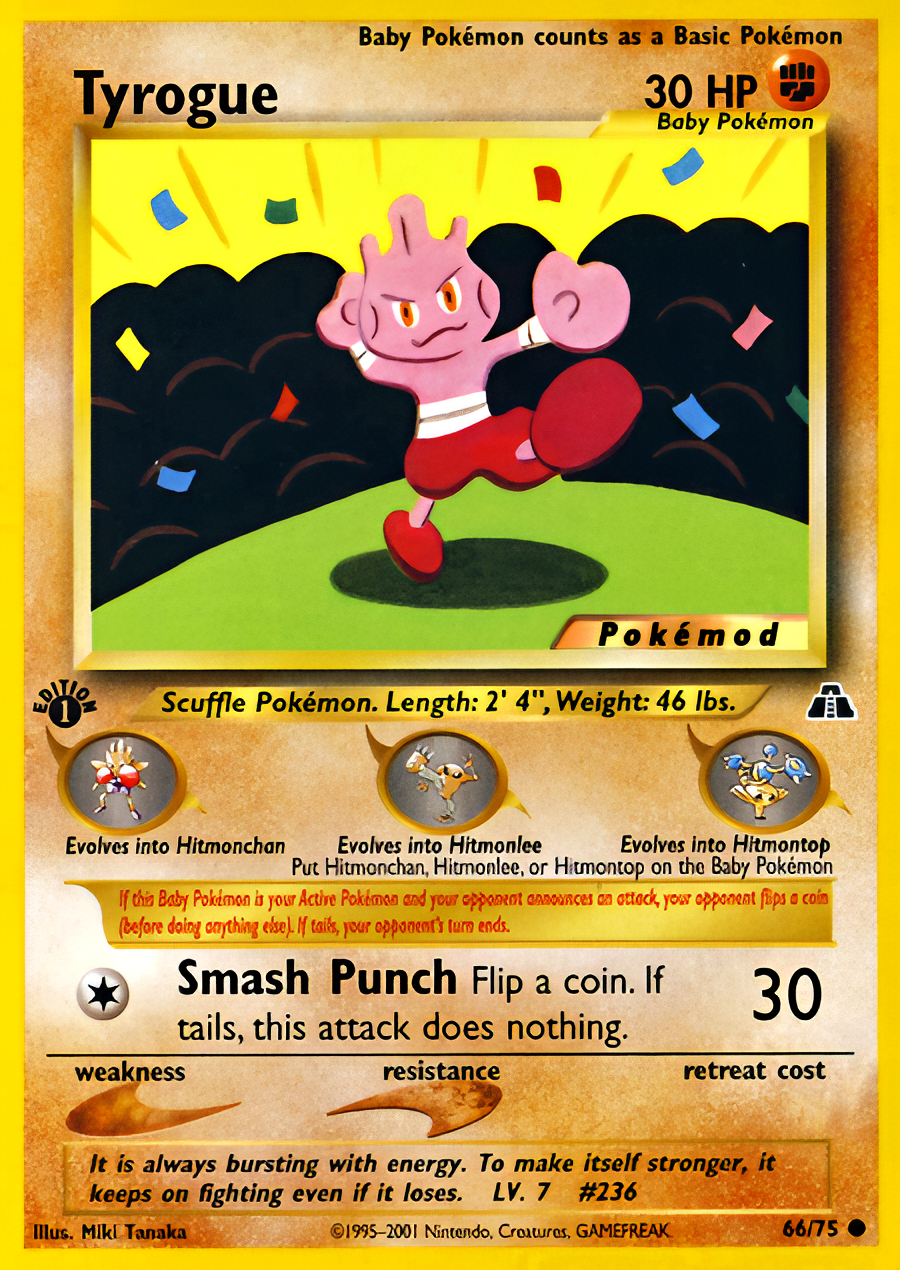 Baby Pokémon counts as a Basic Pokémon
Tyrogue
30 HP
Baby Pokémon
Pokémod
EDITION
1
Scuffle Pokémon. Length: 2' 4", Weight: 46 lbs.
Evolves into Hitmonchan Evolves into Hitmonlee Evolves into Hitmontop
Put Hitmonchan, Hitmonlee, or Hitmontop on the Baby Pokémon
If this Baby Pokémon is your Active Pokémon and your opponent announces an attack, your opponent flips a coin
(before doing anything else). If tails, your opponent's turn ends.
Smash Punch Flip a coin. If
tails, this attack does nothing.
30
weakness resistance retreat cost
It is always bursting with energy. To make itself stronger, it
keeps on fighting even if it loses. LV. 7 #236
Illus. Miki Tanaka ©1995-2001 Nintendo, Creatures, GAMEFREAK. 66/75